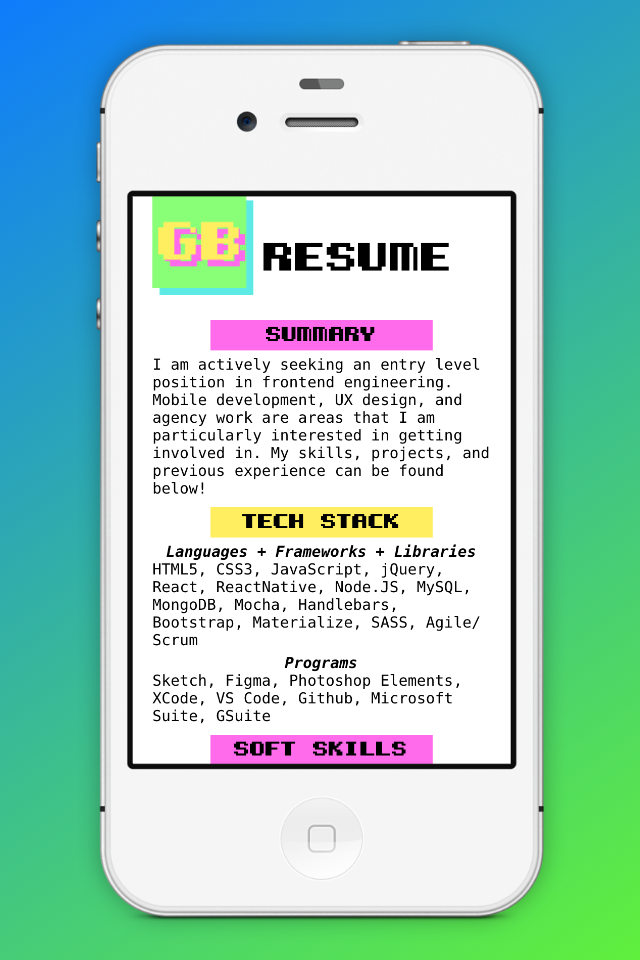 GB
RESUME
SUMMARY
I am actively seeking an entry level
position in frontend engineering.
Mobile development, UX design, and
agency work are areas that I am
particularly interested in getting
involved in. My skills, projects, and
previous experience can be found
below!
TECH STACK
Languages + Frameworks + Libraries
HTML5, CSS3, JavaScript, jQuery,
React, ReactNative, Node.JS, MySQL,
MongoDB, Mocha, Handlebars,
Bootstrap, Materialize, SASS, Agile/
Scrum
Programs
Sketch, Figma, Photoshop Elements,
XCode, VS Code, Github, Microsoft
Suite, GSuite
SOFT SKILLS